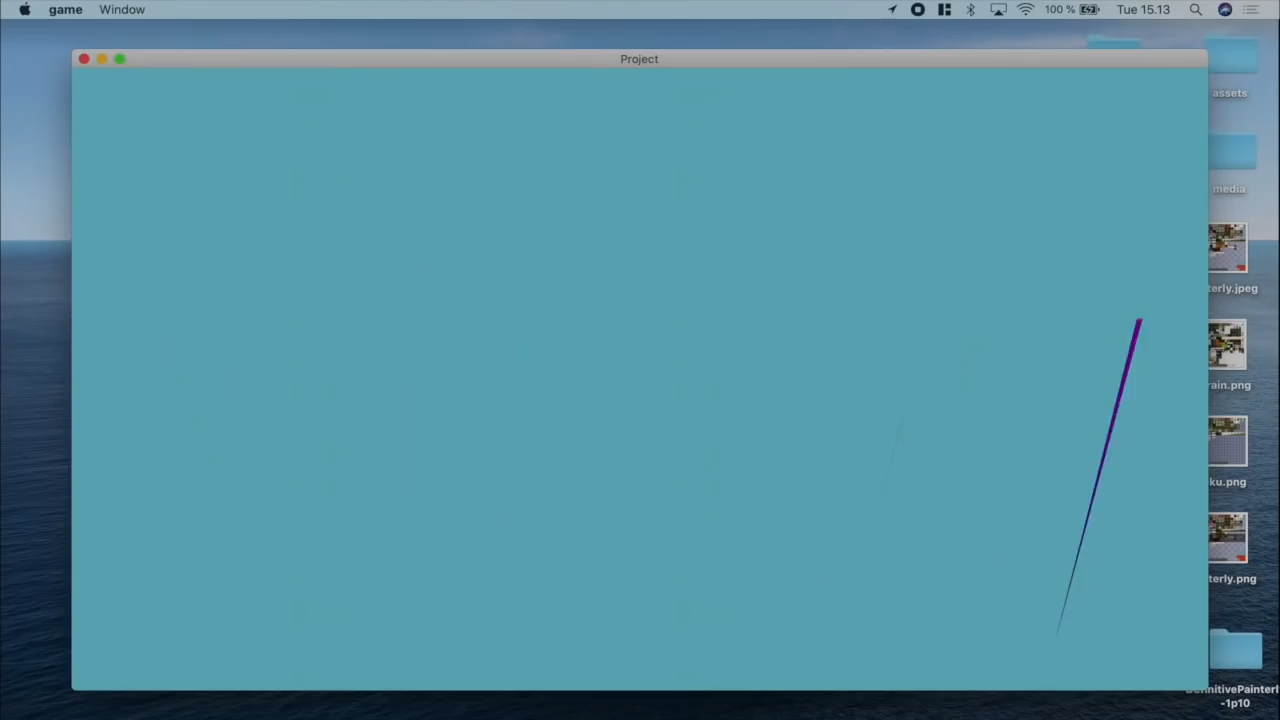 game Window 100 % Tue 15.13
Project
assets
media
terly.jpeg
rain.png
ku.png
terly.png
-1p10